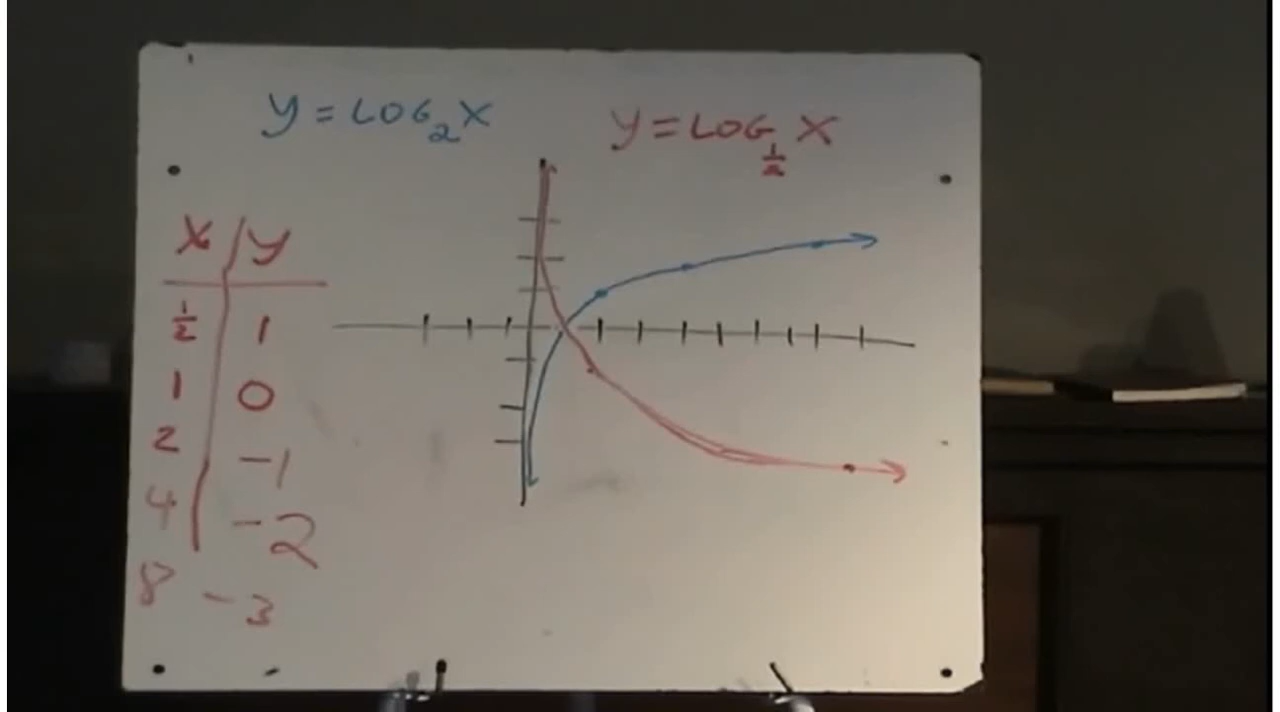 y = LOG₂X
y = LOG½ X
X y
½ 1
1 0
2 -1
4 -2
8 -3